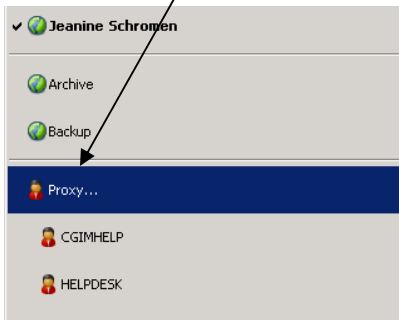 Jeanine Schromen
Archive
Backup
Proxy...
CGIMHELP
HELPDESK